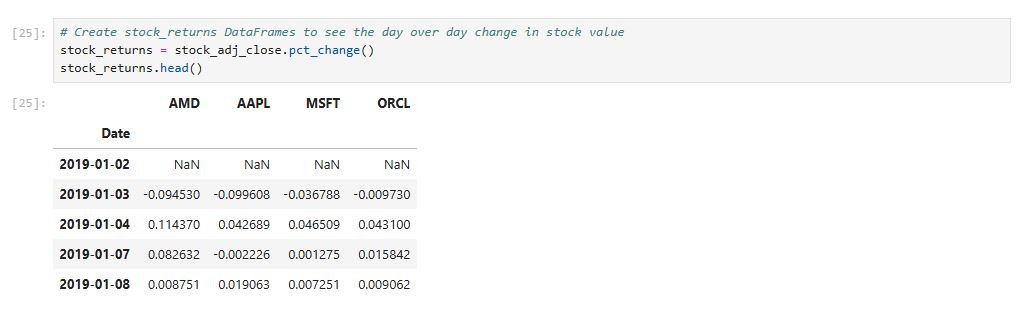 [25]: # Create stock_returns DataFrames to see the day over day change in stock value
stock_returns = stock_adj_close.pct_change()
stock_returns.head()
[25]: AMD AAPL MSFT ORCL
Date
2019-01-02 NaN NaN NaN NaN
2019-01-03 -0.094530 -0.099608 -0.036788 -0.009730
2019-01-04 0.114370 0.042689 0.046509 0.043100
2019-01-07 0.082632 -0.002226 0.001275 0.015842
2019-01-08 0.008751 0.019063 0.007251 0.009062